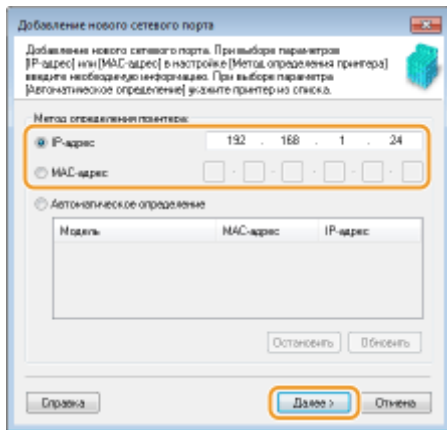 Добавление нового сетевого порта
Добавление нового сетевого порта. При выборе параметров
[IP-адрес] или [MAC-адрес] в настройке [Метод определения принтера]
введите необходимую информацию. При выборе параметра
[Автоматическое определение] укажите принтер из списка.
Метод определения принтера:
IP-адрес 192 . 168 . 1 . 24
MAC-адрес - - - - -
Автоматическое определение
Модель MAC-адрес IP-адрес
Остановить Обновить
Справка Далее > Отмена